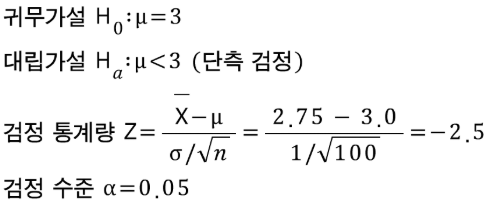 귀무가설 H₀:μ=3
대립가설 Hₐ:μ<3 (단측 검정)
검정 통계량 Z= (X̅−μ)/(σ/√n) = (2.75 − 3.0)/(1/√100) =−2.5
검정 수준 α=0.05